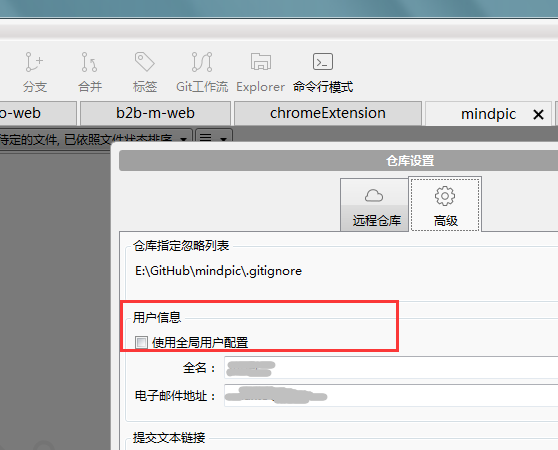 分支 合并 标签 Git工作流 Explorer 命令行模式
o-web b2b-m-web chromeExtension mindpic
待定的文件, 已依照文件状态排序
仓库设置
远程仓库 高级
仓库指定忽略列表
E:\GitHub\mindpic\.gitignore
用户信息
使用全局用户配置
全名：
电子邮件地址：
提交文本链接